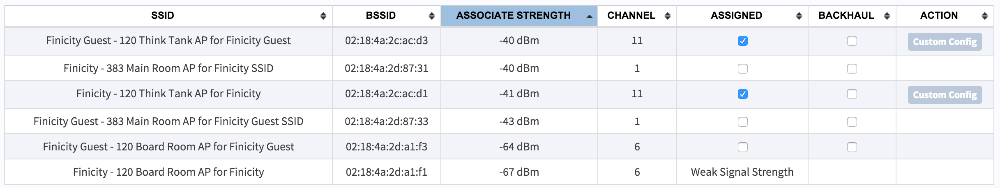 SSID BSSID ASSOCIATE STRENGTH CHANNEL ASSIGNED BACKHAUL ACTION
Finicity Guest - 120 Think Tank AP for Finicity Guest 02:18:4a:2c:ac:d3 -40 dBm 11 Custom Config
Finicity - 383 Main Room AP for Finicity SSID 02:18:4a:2d:87:31 -40 dBm 1
Finicity - 120 Think Tank AP for Finicity 02:18:4a:2c:ac:d1 -41 dBm 11 Custom Config
Finicity Guest - 383 Main Room AP for Finicity Guest SSID 02:18:4a:2d:87:33 -43 dBm 1
Finicity Guest - 120 Board Room AP for Finicity Guest 02:18:4a:2d:a1:f3 -64 dBm 6
Finicity - 120 Board Room AP for Finicity 02:18:4a:2d:a1:f1 -67 dBm 6 Weak Signal Strength